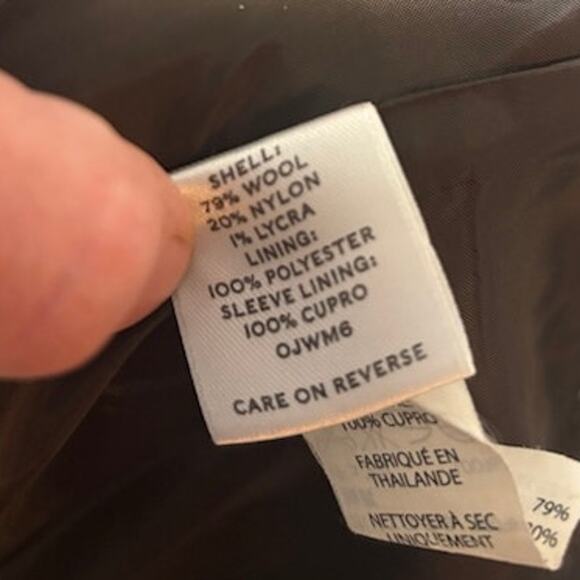 SHELL:
79% WOOL
20% NYLON
1% LYCRA
LINING:
100% POLYESTER
SLEEVE LINING:
100% CUPRO
OJWM6
CARE ON REVERSE
100% CUPRO
FABRIQUÉ EN
THAILANDE
NETTOYER À SEC
UNIQUEMENT
79%